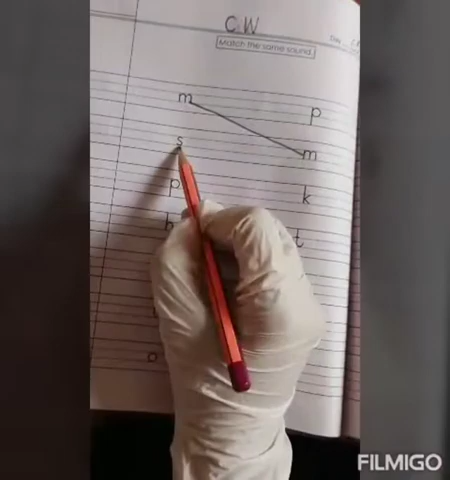 C.W
Match the same sound.
m p
s m
p k
h t
o
FILMIGO